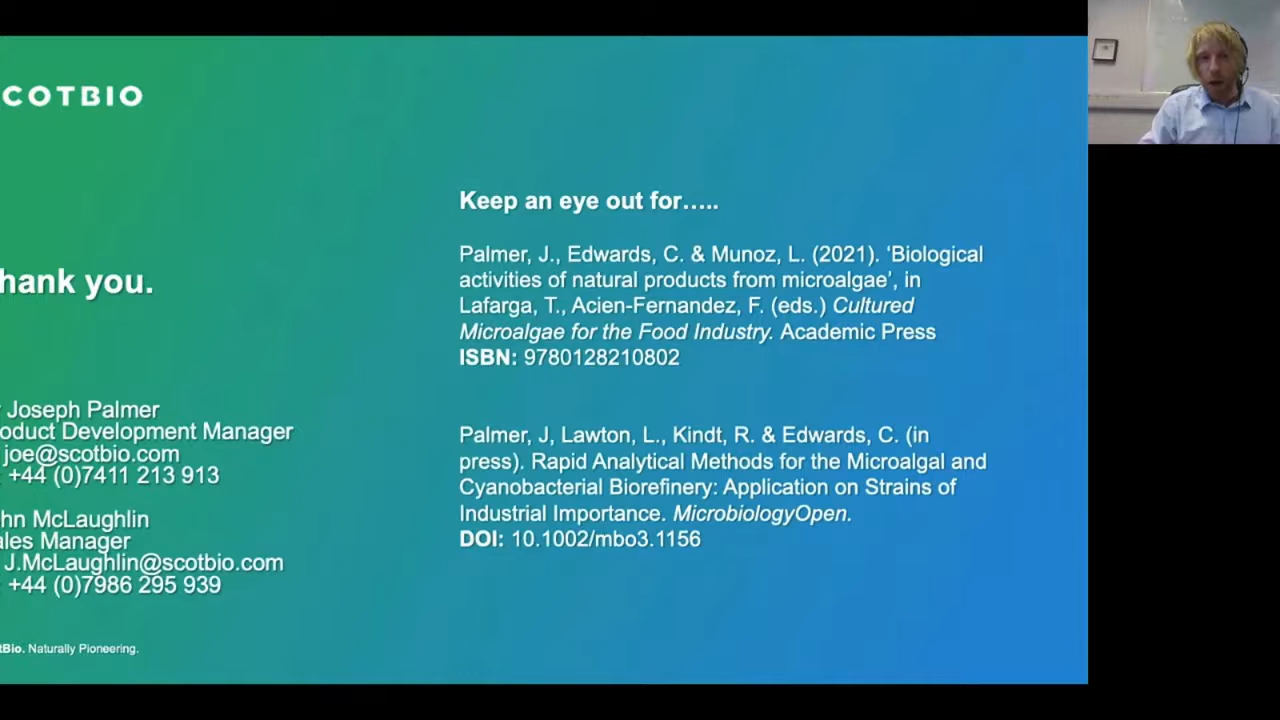 COTBIO
hank you.
Joseph Palmer
oduct Development Manager
joe@scotbio.com
+44 (0)7411 213 913
hn McLaughlin
ales Manager
J.McLaughlin@scotbio.com
+44 (0)7986 295 939
tBio. Naturally Pioneering.
Keep an eye out for.....
Palmer, J., Edwards, C. & Munoz, L. (2021). ‘Biological
activities of natural products from microalgae’, in
Lafarga, T., Acien-Fernandez, F. (eds.) Cultured
Microalgae for the Food Industry. Academic Press
ISBN: 9780128210802
Palmer, J, Lawton, L., Kindt, R. & Edwards, C. (in
press). Rapid Analytical Methods for the Microalgal and
Cyanobacterial Biorefinery: Application on Strains of
Industrial Importance. MicrobiologyOpen.
DOI: 10.1002/mbo3.1156